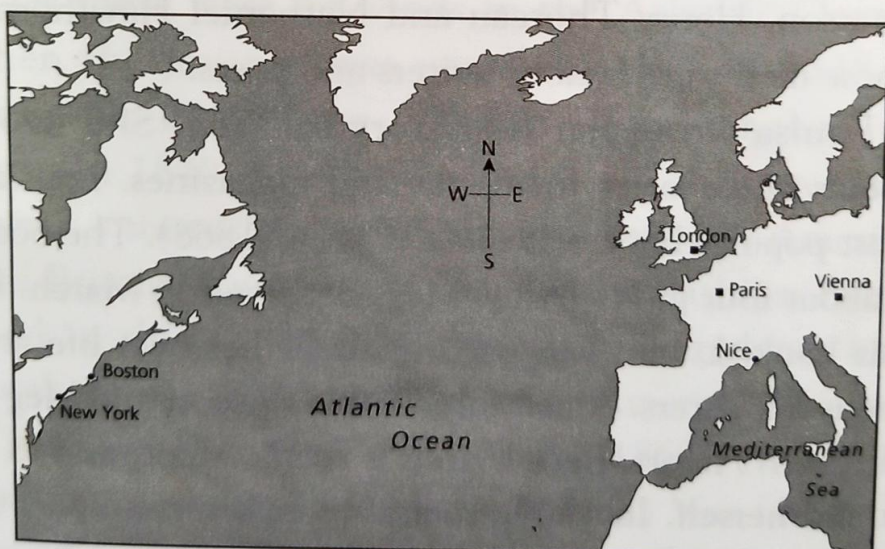 N
W
E
S
London
Paris
Vienna
Nice
Boston
New York
Atlantic
Ocean
Mediterranean
Sea